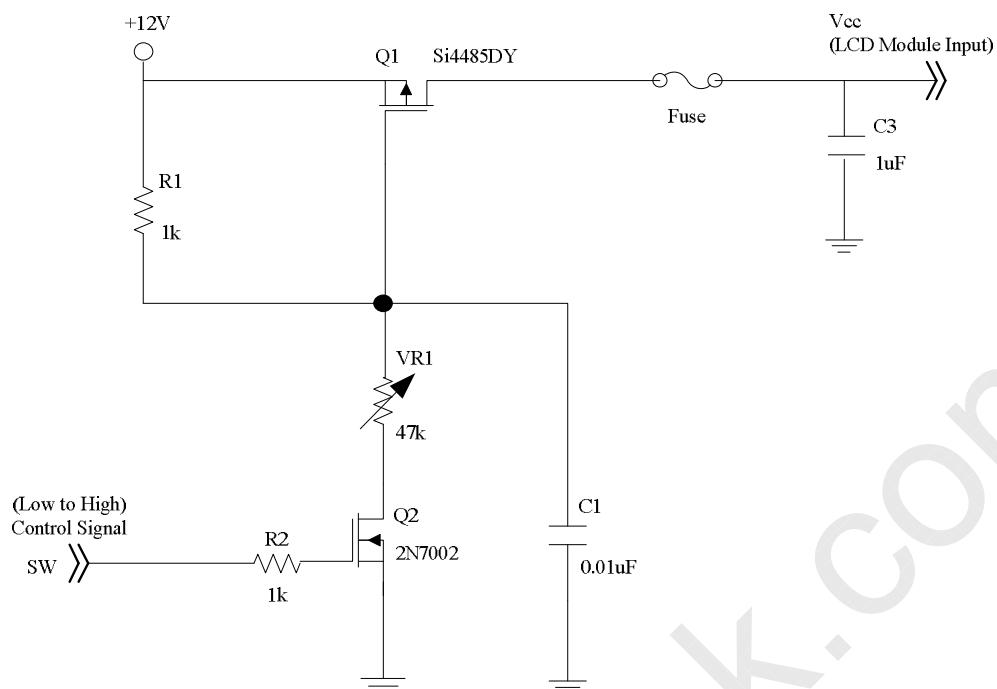 +12V
Q1
Si4485DY
Vcc
(LCD Module Input)
Fuse
C3
1uF
R1
1k
VR1
47k
(Low to High)
Control Signal
SW
R2
1k
Q2
2N7002
C1
0.01uF
k.con